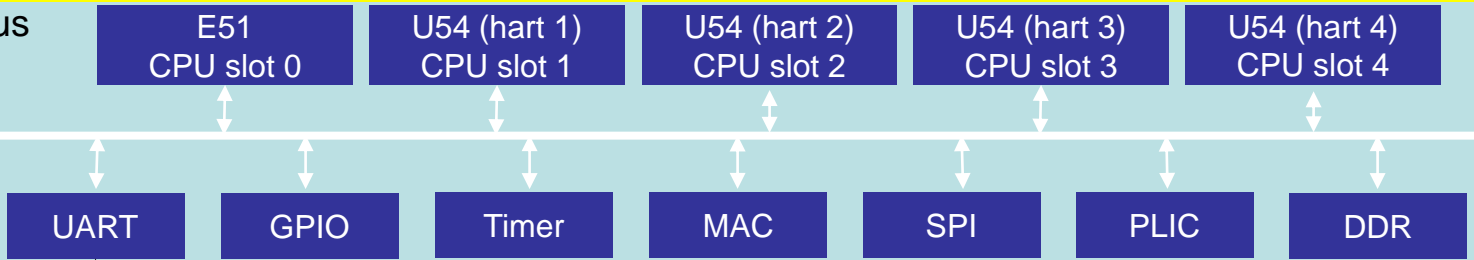 us
E51
CPU slot 0
U54 (hart 1)
CPU slot 1
U54 (hart 2)
CPU slot 2
U54 (hart 3)
CPU slot 3
U54 (hart 4)
CPU slot 4
UART
GPIO
Timer
MAC
SPI
PLIC
DDR